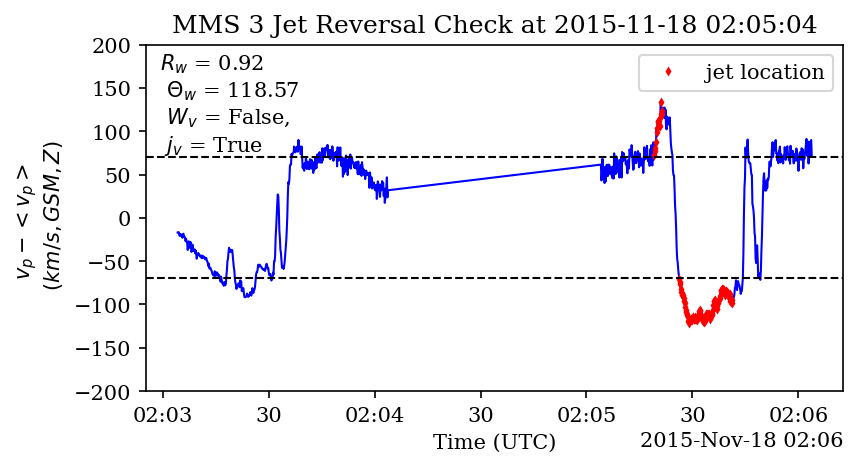 MMS 3 Jet Reversal Check at 2015-11-18 02:05:04
R_w = 0.92
Θ_w = 118.57
W_v = False,
j_v = True
jet location
v_p − < v_p >
(km/s, GSM, Z)
200
150
100
50
0
−50
−100
−150
−200
02:03 30 02:04 30 02:05 30 02:06
Time (UTC) 2015-Nov-18 02:06